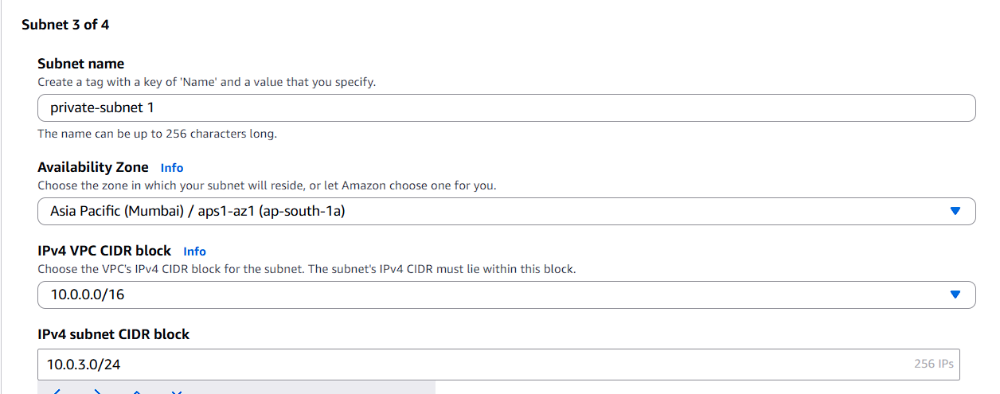 Subnet 3 of 4
Subnet name
Create a tag with a key of 'Name' and a value that you specify.
private-subnet 1
The name can be up to 256 characters long.
Availability Zone Info
Choose the zone in which your subnet will reside, or let Amazon choose one for you.
Asia Pacific (Mumbai) / aps1-az1 (ap-south-1a)
IPv4 VPC CIDR block Info
Choose the VPC's IPv4 CIDR block for the subnet. The subnet's IPv4 CIDR must lie within this block.
10.0.0.0/16
IPv4 subnet CIDR block
10.0.3.0/24 256 IPs